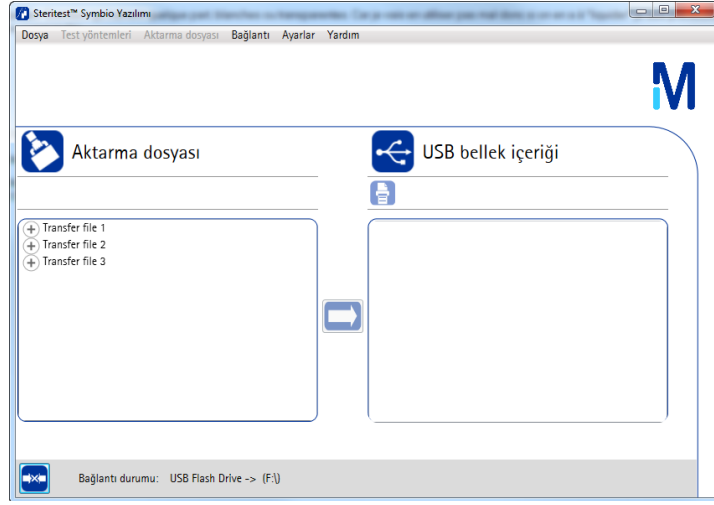 Steritest™ Symbio Yazılımı
Dosya Test yöntemleri Aktarma dosyası Bağlantı Ayarlar Yardım
M
Aktarma dosyası
USB bellek içeriği
Transfer file 1
Transfer file 2
Transfer file 3
Bağlantı durumu: USB Flash Drive -> (F:\)